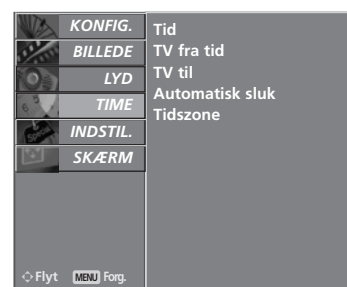 KONFIG.
BILLEDE
LYD
TIME
INDSTIL.
SKÆRM
Tid
TV fra tid
TV til
Automatisk sluk
Tidszone
Flyt MENU Forg.